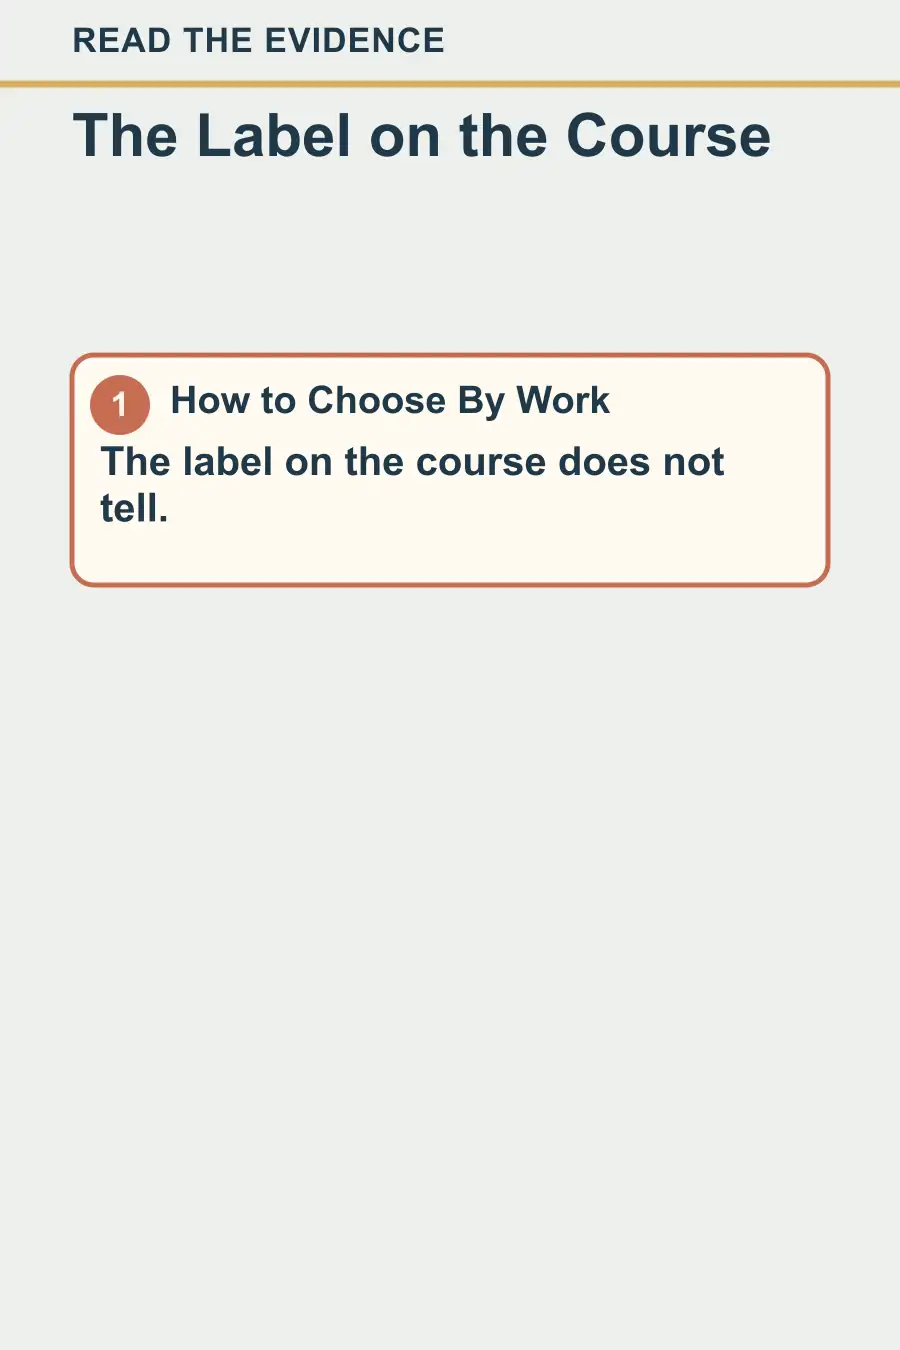 READ THE EVIDENCE
The Label on the Course
1
How to Choose By Work
The label on the course does not
tell.